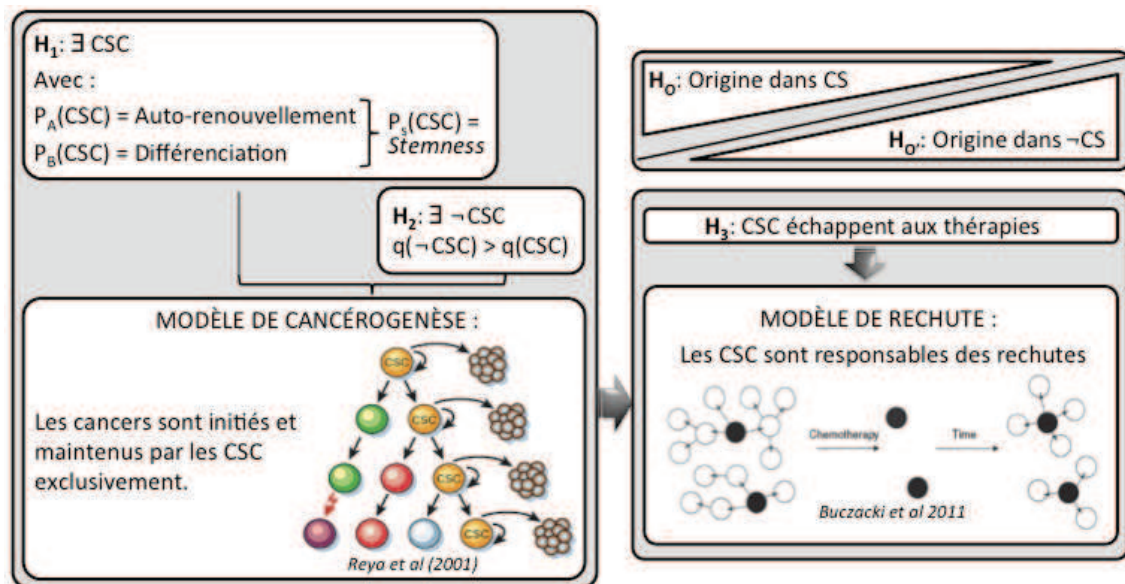 H1: ∃ CSC
Avec :
PA(CSC) = Auto-renouvellement
PB(CSC) = Différenciation
Ps(CSC) =
Stemness
H2: ∃ ¬CSC
q(¬CSC) > q(CSC)
MODÈLE DE CANCÉROGENÈSE :
Les cancers sont initiés et
maintenus par les CSC
exclusivement.
CSC
CSC
CSC
CSC
Reya et al (2001)
HO: Origine dans CS
HO': Origine dans ¬CS
H3: CSC échappent aux thérapies
MODÈLE DE RECHUTE :
Les CSC sont responsables des rechutes
Chemotherapy
Time
Buczacki et al 2011